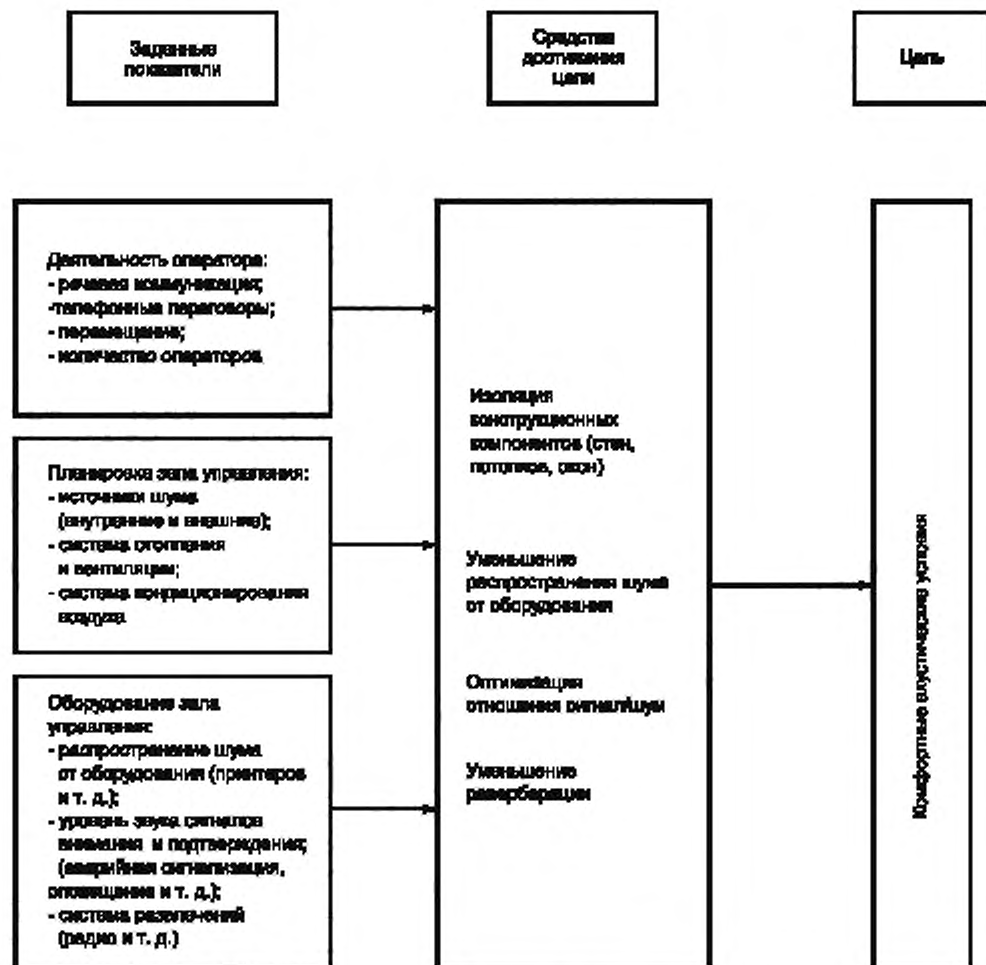 Заданные
показатели
Средства
достижения
цели
Цель
Деятельность оператора:
- речевая коммуникация;
-телефонные переговоры;
- перемещение;
- количество операторов
Планировка зала управления:
- источники шума
(внутренние и внешние);
- система отопления
и вентиляции;
- система кондиционирования
воздуха
Оборудование зала
управления:
- распространение шума
от оборудования (принтеров
и т. д.);
- уровень звука сигналов
внимания и подтверждения;
(аварийная сигнализация,
оповещение и т. д.);
- система развлечений
(радио и т. д.)
Изоляция
конструкционных
компонентов (стен,
потолков, окон)
Уменьшение
распространения шума
от оборудования
Оптимизация
отношения сигнал/шум
Уменьшение
реверберации
Комфортные акустические условия